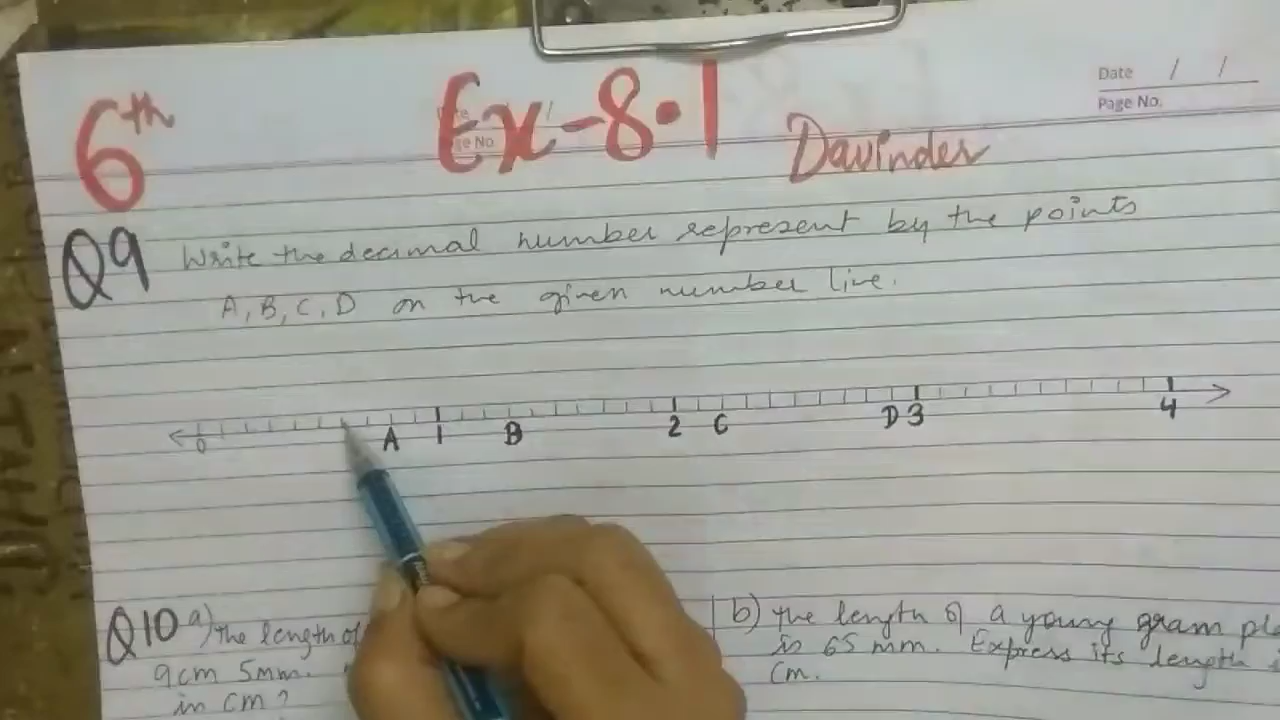 Date / /
Page No.
6th Ex-8.1 Davinder
Q9 Write the decimal number represent by the points
A, B, C, D on the given number line.
0 A 1 B 2 C D 3 4
Q10 a) the length of
9cm 5mm.
in cm?
b) the length of a young gram pl
is 65 mm. Express its length
cm.